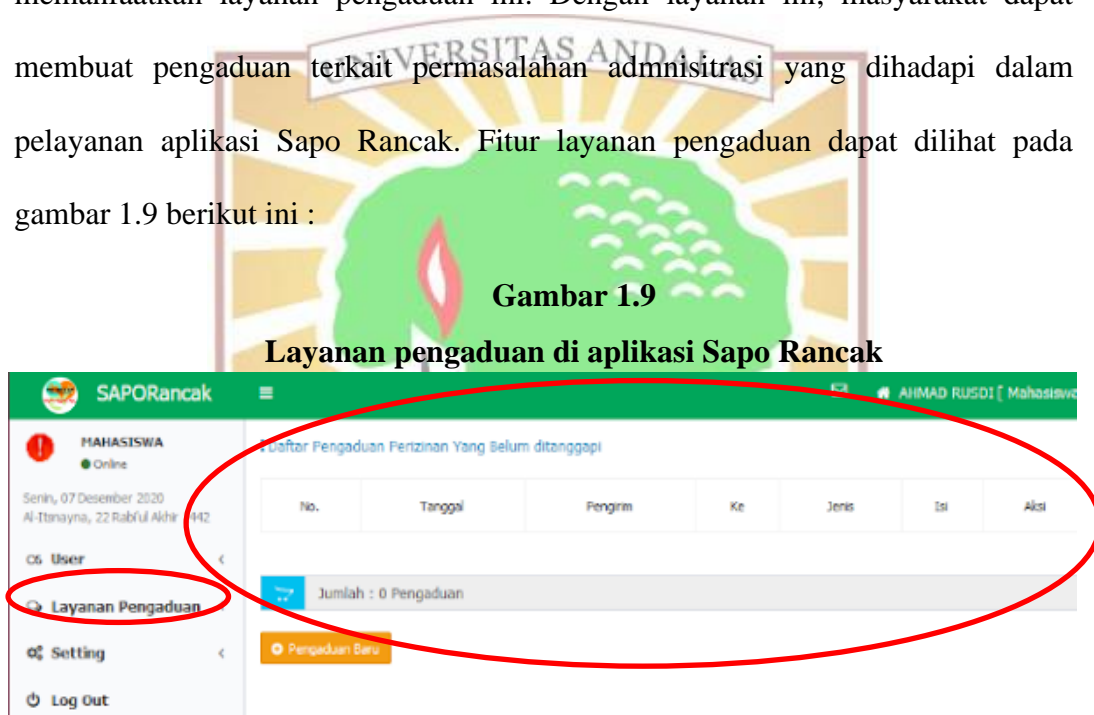 memanfaatkan layanan pengaduan ini. Dengan layanan ini, masyarakat dapat
UNIVERSITAS ANDALAS
membuat pengaduan terkait permasalahan admnisitrasi yang dihadapi dalam
pelayanan aplikasi Sapo Rancak. Fitur layanan pengaduan dapat dilihat pada
gambar 1.9 berikut ini :
Gambar 1.9
Layanan pengaduan di aplikasi Sapo Rancak
SAPORancak
AHMAD RUSDI [ Mahasiswa
MAHASISWA
Online
Daftar Pengaduan Perizinan Yang Belum ditanggapi
Senin, 07 Desember 2020
Al-Itsnayna, 22 Rabi'ul Akhir 442
No. Tanggal Pengirim Ke Jenis Isi Aksi
User
Layanan Pengaduan
Jumlah : 0 Pengaduan
Setting
Pengaduan Baru
Log Out